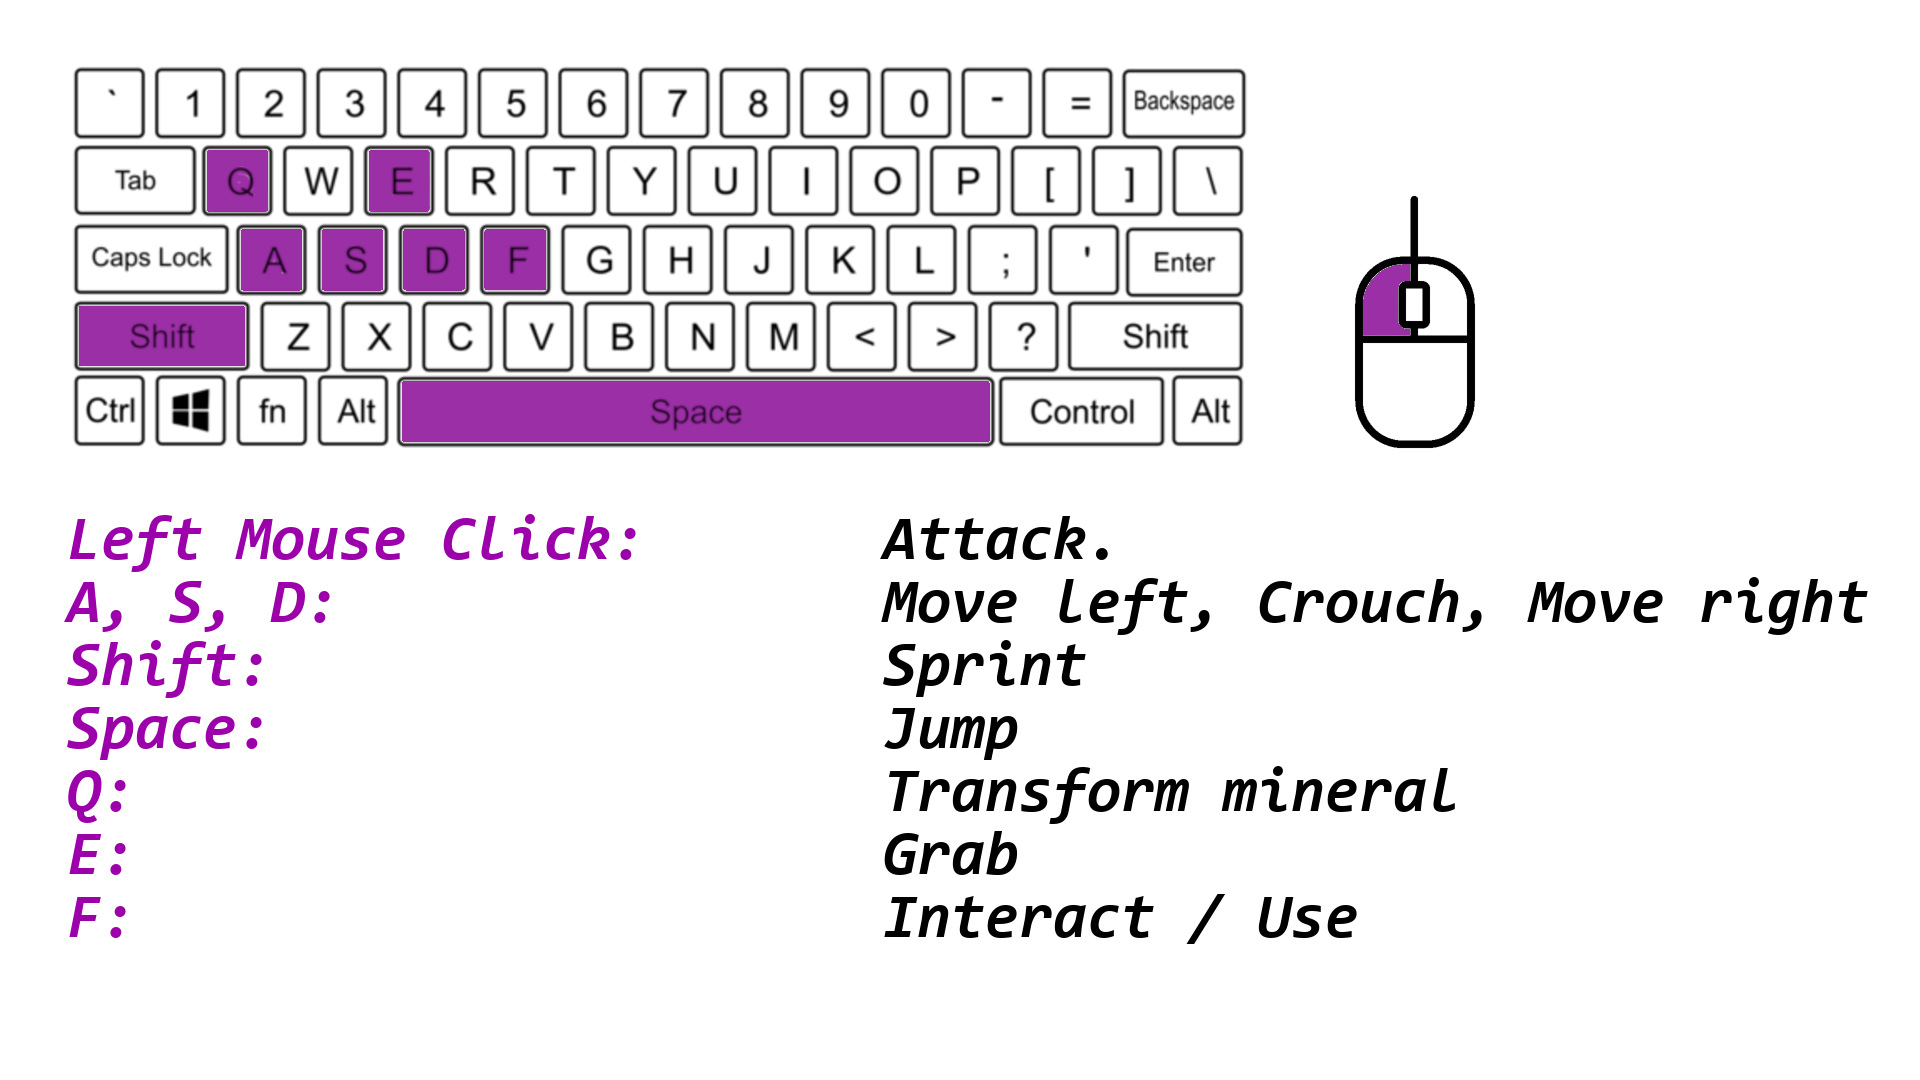 ` 1 2 3 4 5 6 7 8 9 0 - = Backspace
Tab Q W E R T Y U I O P [ ] \
Caps Lock A S D F G H J K L ; ' Enter
Shift Z X C V B N M < > ? Shift
Ctrl fn Alt Space Control Alt
Left Mouse Click: Attack.
A, S, D: Move left, Crouch, Move right
Shift: Sprint
Space: Jump
Q: Transform mineral
E: Grab
F: Interact / Use